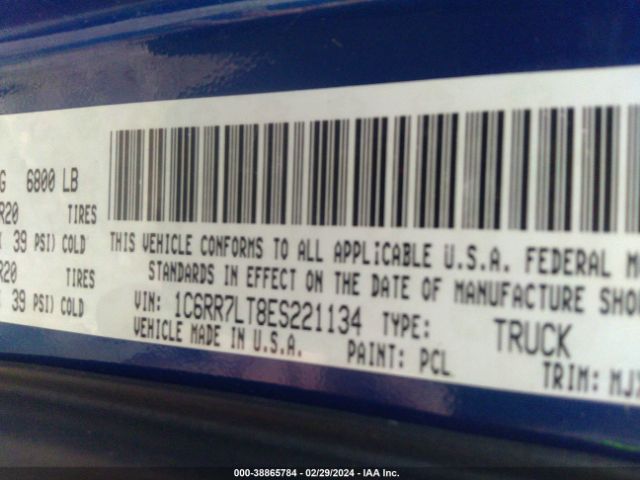 G 6800 LB
R20 TIRES
39 PSI) COLD
R20 TIRES
39 PSI) COLD
THIS VEHICLE CONFORMS TO ALL APPLICABLE U.S.A. FEDERAL M
STANDARDS IN EFFECT ON THE DATE OF MANUFACTURE SHO
VIN: 1C6RR7LT8ES221134 TYPE: TRUCK
VEHICLE MADE IN U.S.A. PAINT: PCL TRIM: MJ
000-38865784 - 02/29/2024 - IAA Inc.